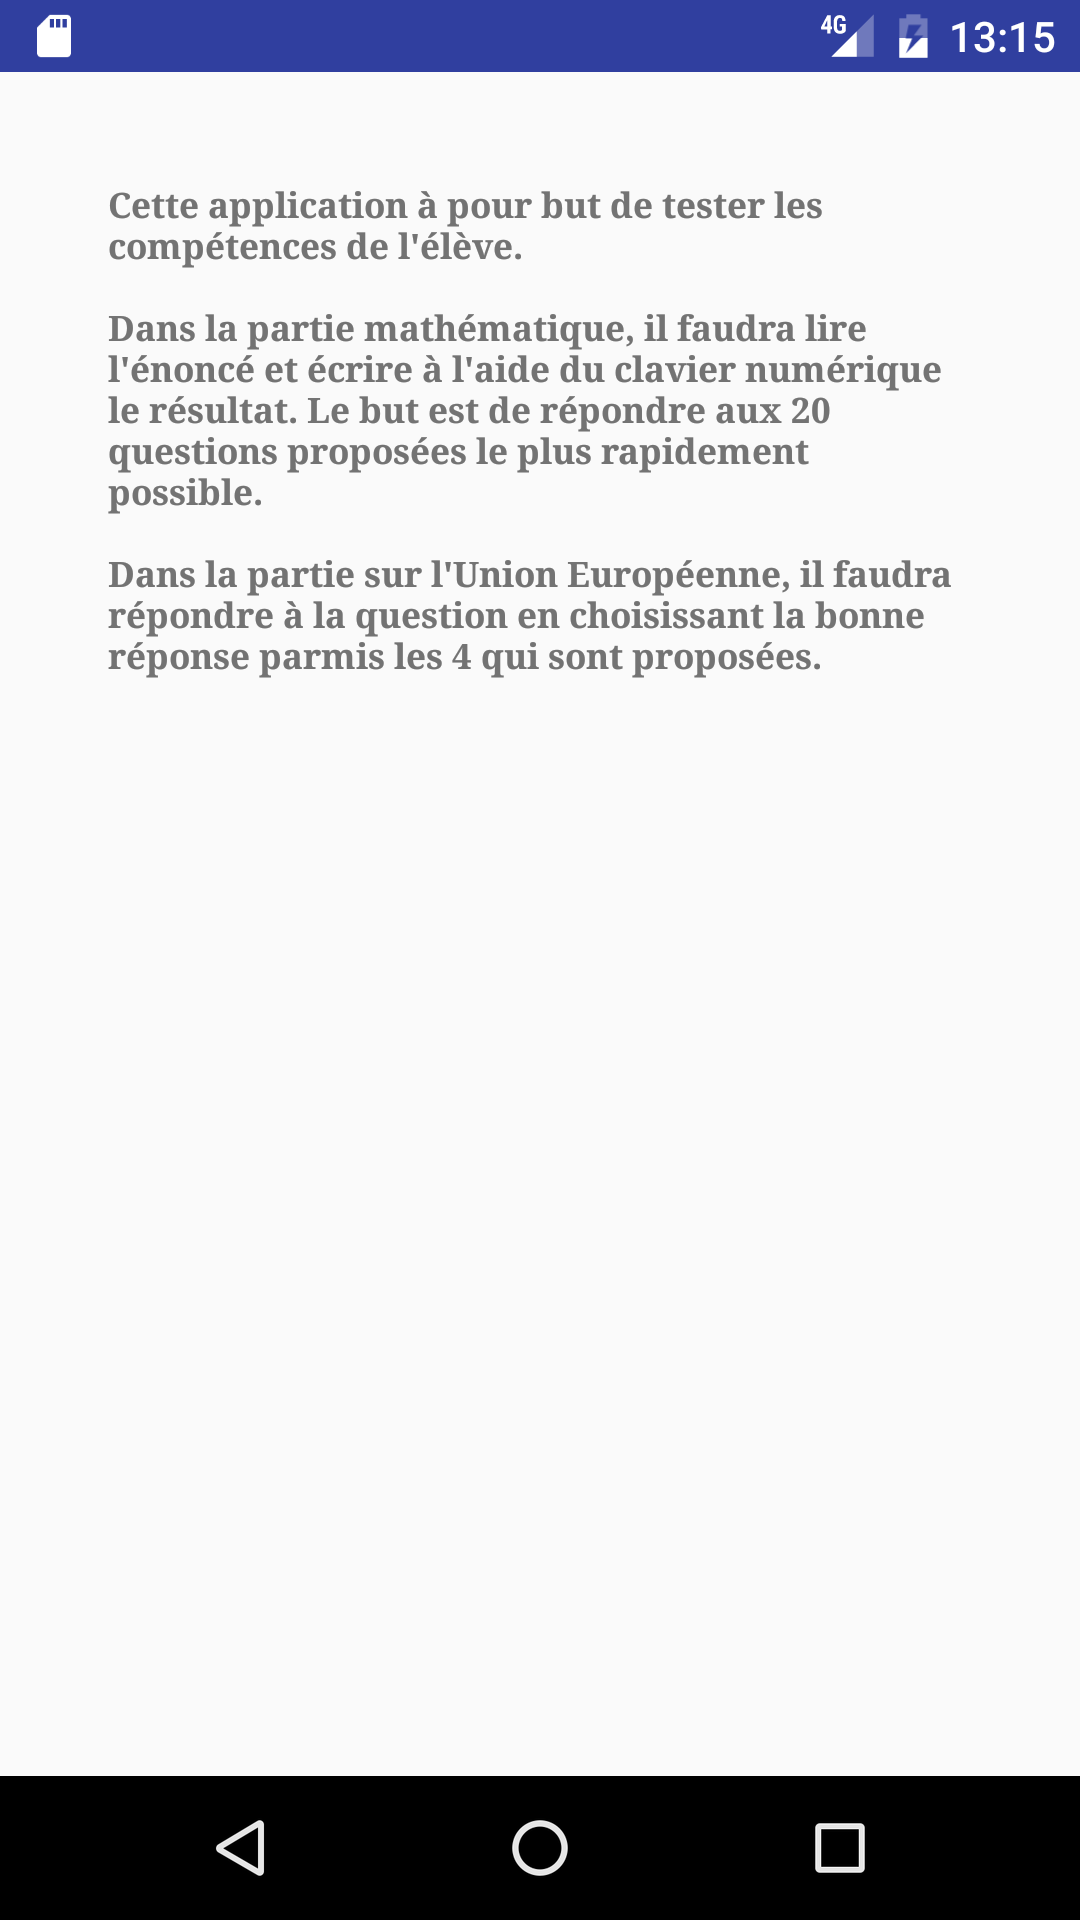 4G 13:15
Cette application à pour but de tester les
compétences de l'élève.
Dans la partie mathématique, il faudra lire
l'énoncé et écrire à l'aide du clavier numérique
le résultat. Le but est de répondre aux 20
questions proposées le plus rapidement
possible.
Dans la partie sur l'Union Européenne, il faudra
répondre à la question en choisissant la bonne
réponse parmis les 4 qui sont proposées.